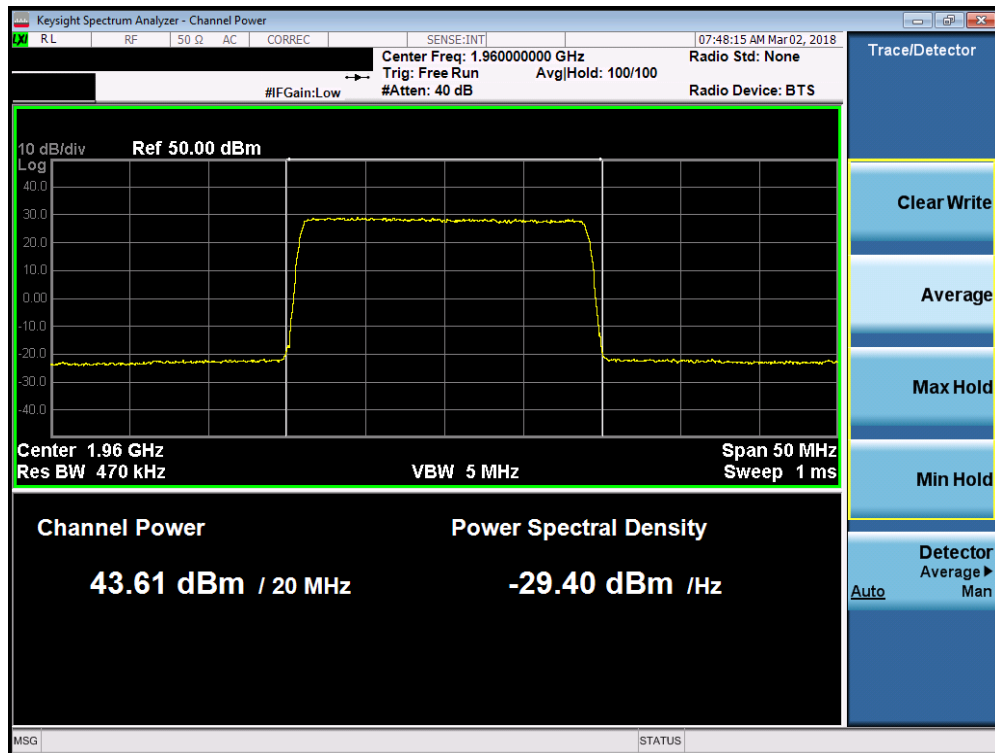 Keysight Spectrum Analyzer - Channel Power
LXI RL RF 50 Ω AC CORREC SENSE:INT 07:48:15 AM Mar 02, 2018
Center Freq: 1.960000000 GHz Radio Std: None
Trig: Free Run Avg|Hold: 100/100
#IFGain:Low #Atten: 40 dB Radio Device: BTS
Trace/Detector
10 dB/div Ref 50.00 dBm
Log
40.0
30.0
20.0
10.0
0.00
-10.0
-20.0
-30.0
-40.0
Center 1.96 GHz Span 50 MHz
Res BW 470 kHz VBW 5 MHz Sweep 1 ms
Channel Power Power Spectral Density
43.61 dBm / 20 MHz -29.40 dBm /Hz
Clear Write
Average
Max Hold
Min Hold
Detector
Average▶
Auto Man
MSG STATUS